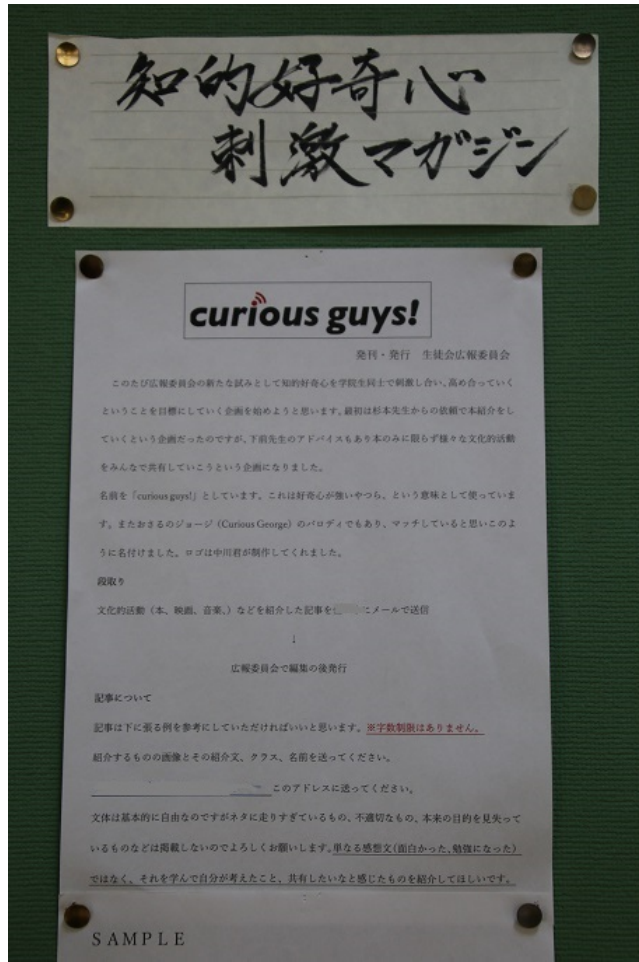 知的好奇心
刺激マガジン
curious guys!
発刊・発行 生徒会広報委員会
このたび広報委員会の新たな試みとして知的好奇心を学院生同士で刺激し合い、高め合っていく
ということを目標にしていく企画を始めようと思います。最初は杉本先生からの依頼で本紹介をし
ていくという企画だったのですが、下前先生のアドバイスもあり本のみに限らず様々な文化的活動
をみんなで共有していこうという企画になりました。
名前を「curious guys!」としています。これは好奇心が強いやつら、という意味として使っていま
す。またおさるのジョージ（Curious George）のパロディでもあり、マッチしていると思いこのよ
うに名付けました。ロゴは中川君が制作してくれました。
段取り
文化的活動（本、映画、音楽、）などを紹介した記事を にメールで送信
↓
広報委員会で編集の後発行
記事について
記事は下に張る例を参考にしていただければいいと思います。※字数制限はありません。
紹介するものの画像とその紹介文、クラス、名前を送ってください。
このアドレスに送ってください。
文体は基本的に自由なのですがネタに走りすぎているもの、不適切なもの、本来の目的を見失って
いるものなどは掲載しないのでよろしくお願いします。単なる感想文（面白かった、勉強になった）
ではなく、それを学んで自分が考えたこと、共有したいなと感じたものを紹介してほしいです。
SAMPLE